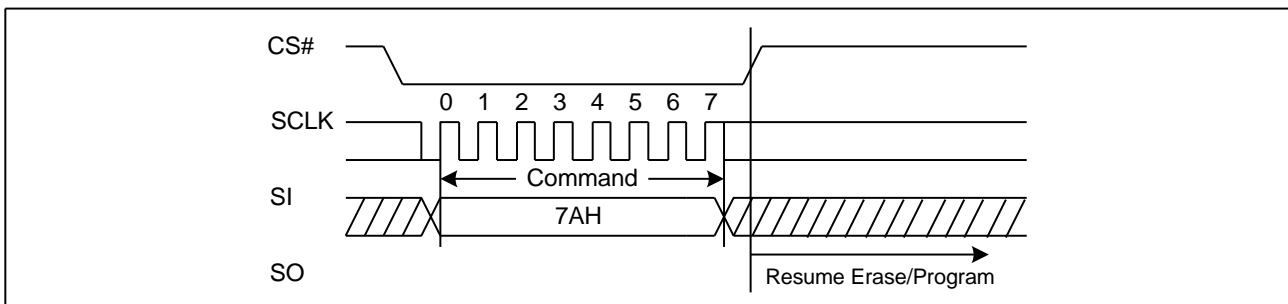 CS#
0 1 2 3 4 5 6 7
SCLK
Command
SI
7AH
SO
Resume Erase/Program